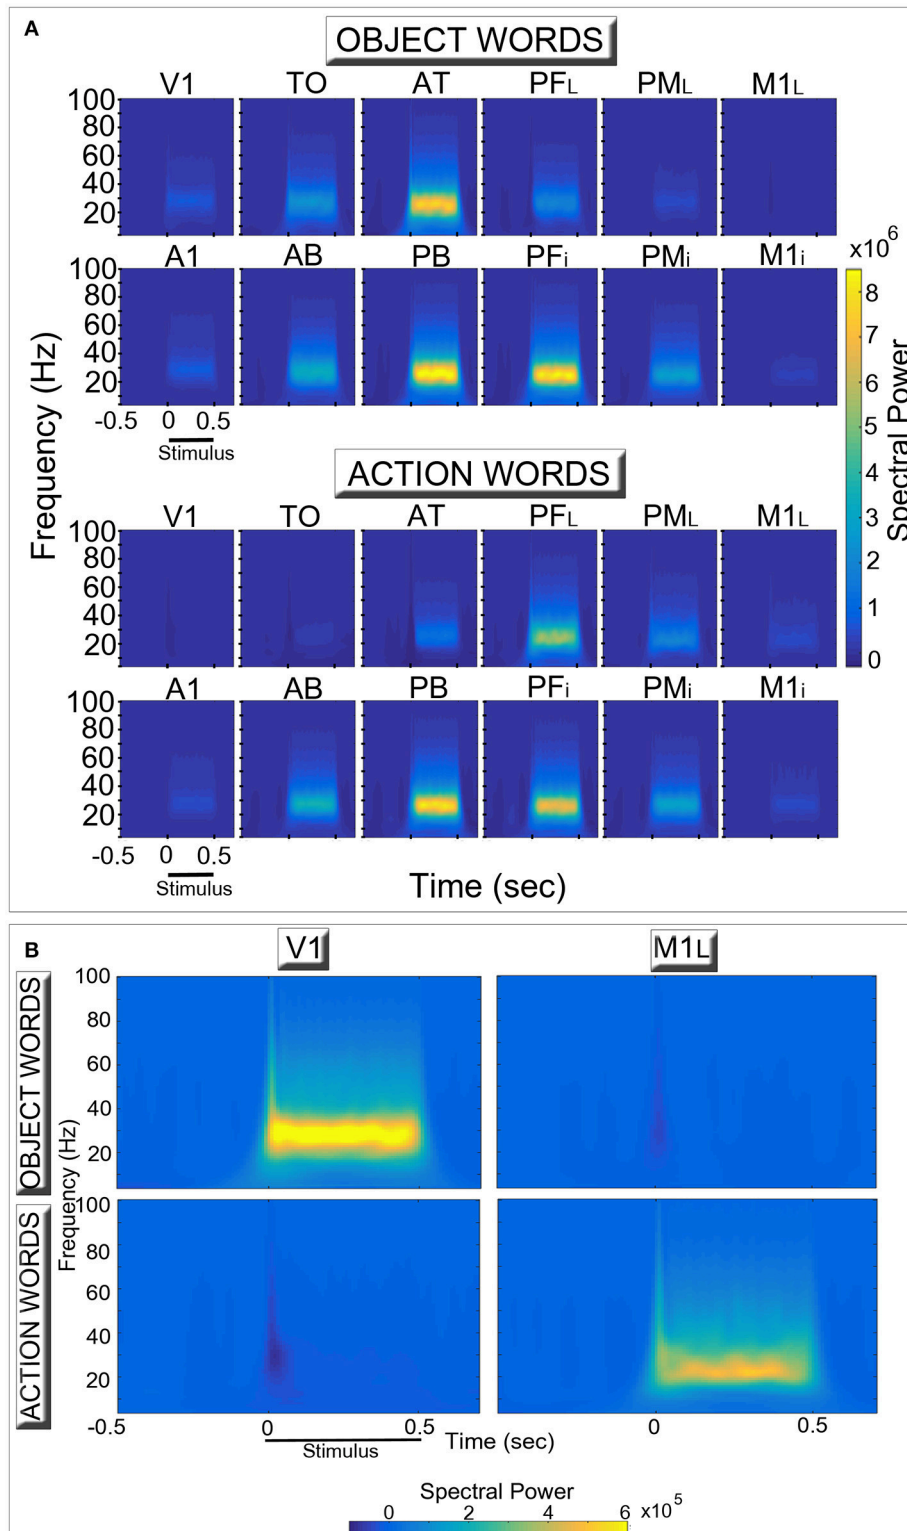 A
OBJECT WORDS
V1 TO AT PFL PML M1L
100
80
60
40
20
A1 AB PB PFi PMi M1i
100
80
60
40
20
-0.5 0 0.5
Stimulus
x10^6
8
7
6
5
4
3
2
1
0
Spectral Power
Frequency (Hz)
ACTION WORDS
V1 TO AT PFL PML M1L
100
80
60
40
20
A1 AB PB PFi PMi M1i
100
80
60
40
20
-0.5 0 0.5
Stimulus
Time (sec)
B
V1 M1L
OBJECT WORDS
100
80
60
40
20
Frequency (Hz)
ACTION WORDS
100
80
60
40
20
-0.5 0 0.5 0 0.5
Stimulus
Time (sec)
Spectral Power
0 2 4 6 x10^5